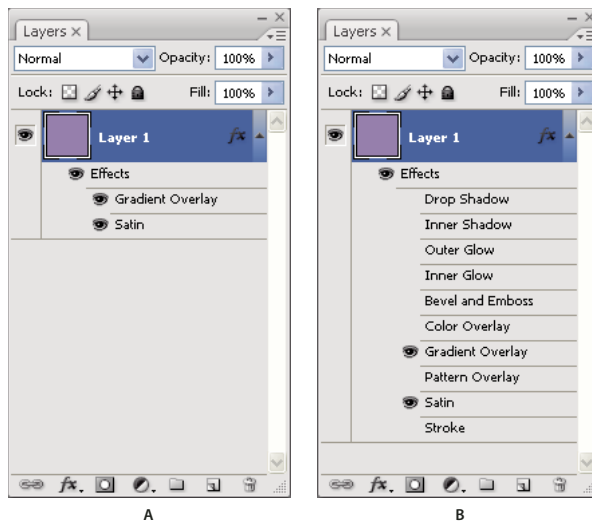 Layers ×
Normal Opacity: 100%
Lock: Fill: 100%
Layer 1 fx
Effects
Gradient Overlay
Satin
fx.
A
Layers ×
Normal Opacity: 100%
Lock: Fill: 100%
Layer 1 fx
Effects
Drop Shadow
Inner Shadow
Outer Glow
Inner Glow
Bevel and Emboss
Color Overlay
Gradient Overlay
Pattern Overlay
Satin
Stroke
fx.
B